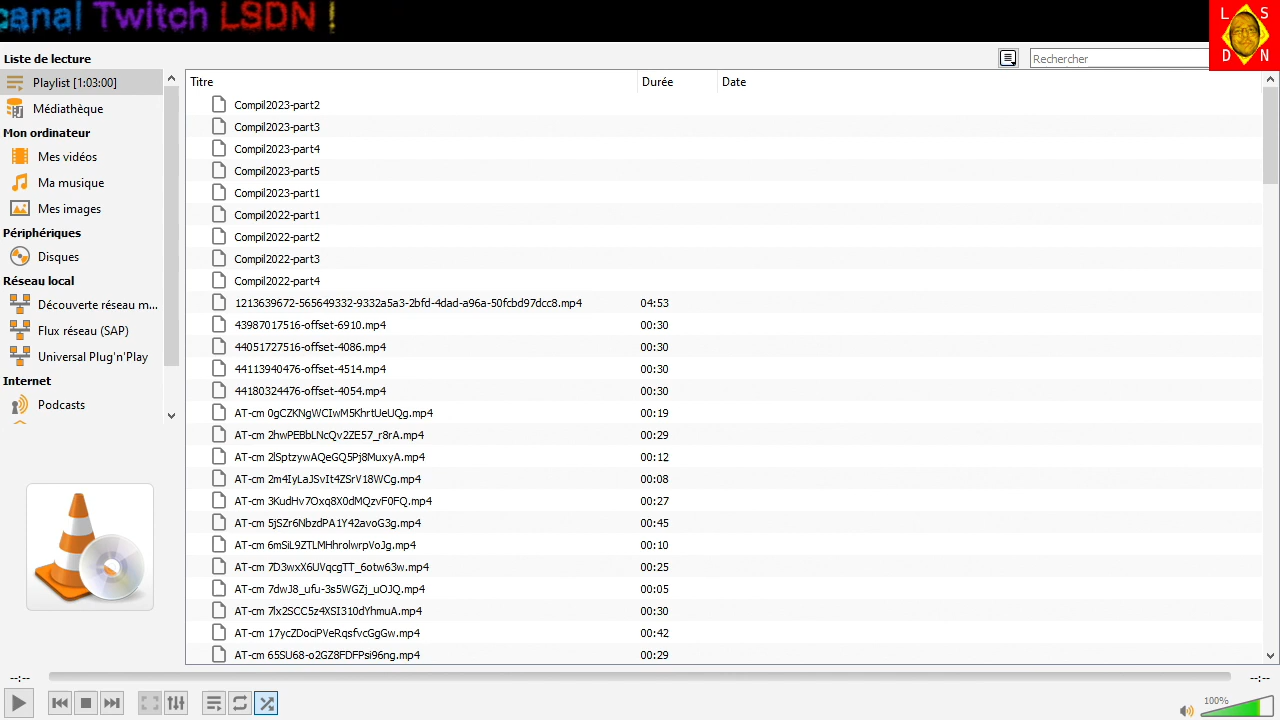 canal Twitch LSDN !
L S
D N
Liste de lecture
Rechercher
Playlist [1:03:00]
Médiathèque
Mon ordinateur
Mes vidéos
Ma musique
Mes images
Périphériques
Disques
Réseau local
Découverte réseau m...
Flux réseau (SAP)
Universal Plug'n'Play
Internet
Podcasts
Titre Durée Date
Compil2023-part2
Compil2023-part3
Compil2023-part4
Compil2023-part5
Compil2023-part1
Compil2022-part1
Compil2022-part2
Compil2022-part3
Compil2022-part4
1213639672-565649332-9332a5a3-2bfd-4dad-a96a-50fcbd97dcc8.mp4 04:53
43987017516-offset-6910.mp4 00:30
44051727516-offset-4086.mp4 00:30
44113940476-offset-4514.mp4 00:30
44180324476-offset-4054.mp4 00:30
AT-cm 0gCZKNgWCIwM5KhrtUeUQg.mp4 00:19
AT-cm 2hwPEBbLNcQv2ZE57_r8rA.mp4 00:29
AT-cm 2lSptzywAQeGQ5Pj8MuxyA.mp4 00:12
AT-cm 2m4IyLaJSvIt4ZSrV18WCg.mp4 00:08
AT-cm 3KudHv7Oxq8X0dMQzvF0FQ.mp4 00:27
AT-cm 5jSZr6NbzdPA1Y42avoG3g.mp4 00:45
AT-cm 6mSiL9ZTLMHhrolwrpVoJg.mp4 00:10
AT-cm 7D3wxX6UVqcgTT_6otw63w.mp4 00:25
AT-cm 7dwJ8_ufu-3s5WGZj_uOJQ.mp4 00:05
AT-cm 7lx2SCC5z4XSI310dYhmuA.mp4 00:30
AT-cm 17ycZDociPVeRqsfvcGgGw.mp4 00:42
AT-cm 65SU68-o2GZ8FDFPsi96ng.mp4 00:29
--:-- --:--
100%